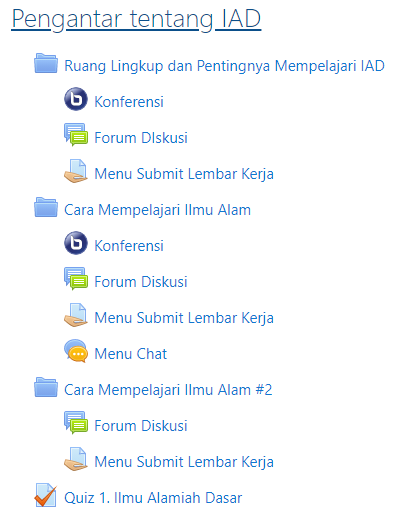 Pengantar tentang IAD
Ruang Lingkup dan Pentingnya Mempelajari IAD
Konferensi
Forum DIskusi
Menu Submit Lembar Kerja
Cara Mempelajari Ilmu Alam
Konferensi
Forum Diskusi
Menu Submit Lembar Kerja
Menu Chat
Cara Mempelajari Ilmu Alam #2
Forum Diskusi
Menu Submit Lembar Kerja
Quiz 1. Ilmu Alamiah Dasar